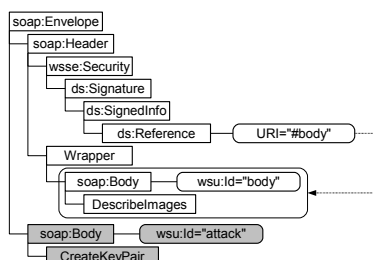 soap:Envelope
soap:Header
wsse:Security
ds:Signature
ds:SignedInfo
ds:Reference URI="#body"
Wrapper
soap:Body wsu:Id="body"
DescribeImages
soap:Body wsu:Id="attack"
CreateKeyPair